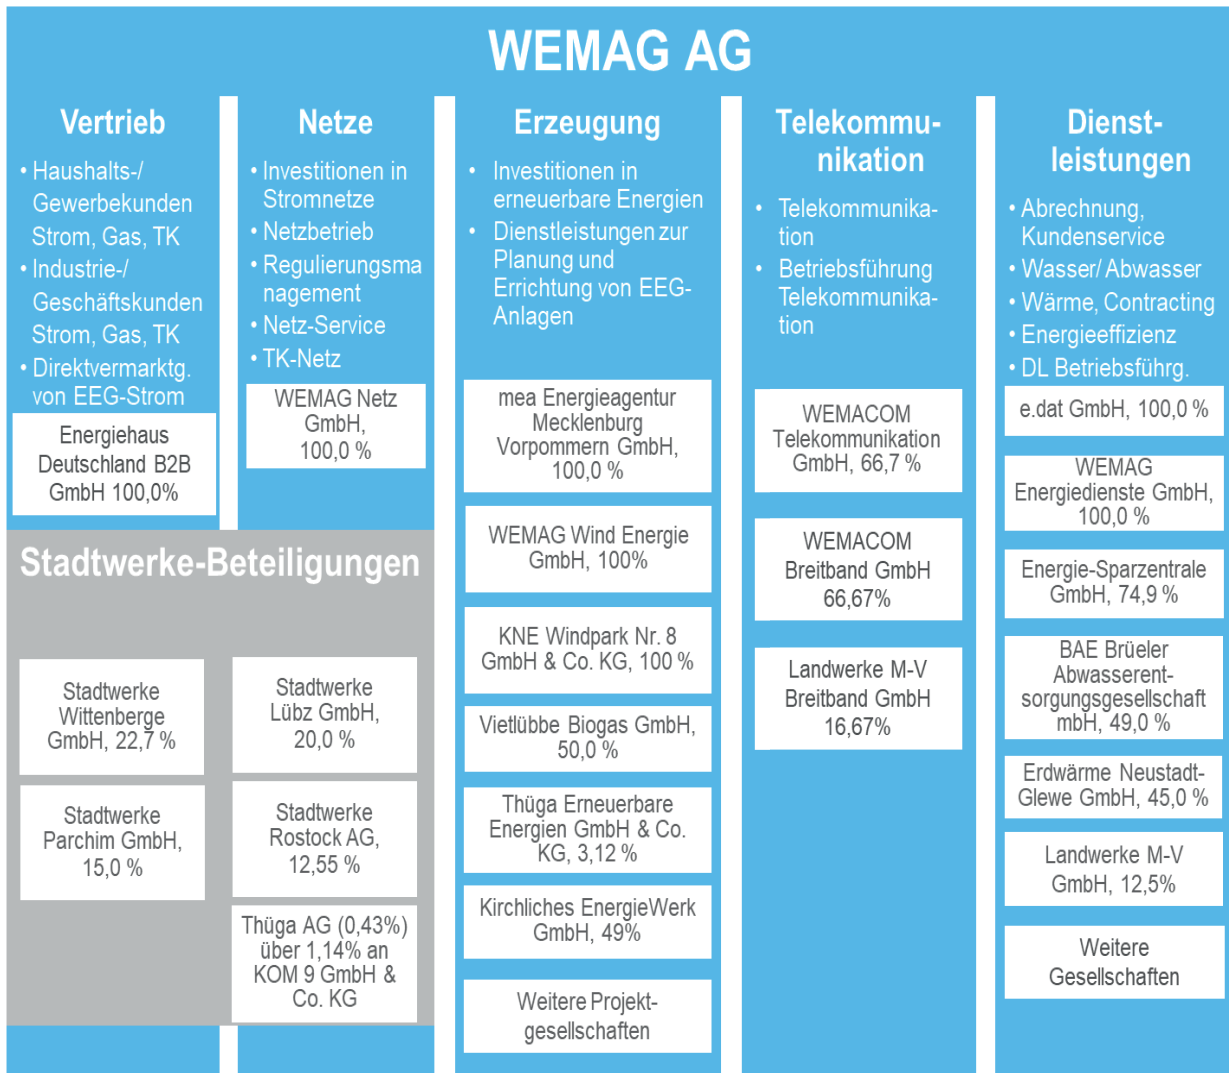 WEMAG AG
Vertrieb
• Haushalts-/
Gewerbekunden
Strom, Gas, TK
• Industrie-/
Geschäftskunden
Strom, Gas, TK
• Direktvermarktg.
von EEG-Strom
Energiehaus
Deutschland B2B
GmbH 100,0%
Netze
• Investitionen in
Stromnetze
• Netzbetrieb
• Regulierungsma
nagement
• Netz-Service
• TK-Netz
WEMAG Netz
GmbH,
100,0 %
Stadtwerke-Beteiligungen
Stadtwerke
Wittenberge
GmbH, 22,7 %
Stadtwerke
Parchim GmbH,
15,0 %
Stadtwerke
Lübz GmbH,
20,0 %
Stadtwerke
Rostock AG,
12,55 %
Thüga AG (0,43%)
über 1,14% an
KOM 9 GmbH &
Co. KG
Erzeugung
• Investitionen in
erneuerbare Energien
• Dienstleistungen zur
Planung und
Errichtung von EEG-
Anlagen
mea Energieagentur
Mecklenburg
Vorpommern GmbH,
100,0 %
WEMAG Wind Energie
GmbH, 100%
KNE Windpark Nr. 8
GmbH & Co. KG, 100 %
Vietlübbe Biogas GmbH,
50,0 %
Thüga Erneuerbare
Energien GmbH & Co.
KG, 3,12 %
Kirchliches EnergieWerk
GmbH, 49%
Weitere Projekt-
gesellschaften
Telekommu-
nikation
• Telekommunika-
tion
• Betriebsführung
Telekommunika-
tion
WEMACOM
Telekommunikation
GmbH, 66,7 %
WEMACOM
Breitband GmbH
66,67%
Landwerke M-V
Breitband GmbH
16,67%
Dienst-
leistungen
• Abrechnung,
Kundenservice
• Wasser/ Abwasser
• Wärme, Contracting
• Energieeffizienz
• DL Betriebsführg.
e.dat GmbH, 100,0 %
WEMAG
Energiedienste GmbH,
100,0 %
Energie-Sparzentrale
GmbH, 74,9 %
BAE Brüeler
Abwasserent-
sorgungsgesellschaft
mbH, 49,0 %
Erdwärme Neustadt-
Glewe GmbH, 45,0 %
Landwerke M-V
GmbH, 12,5%
Weitere
Gesellschaften